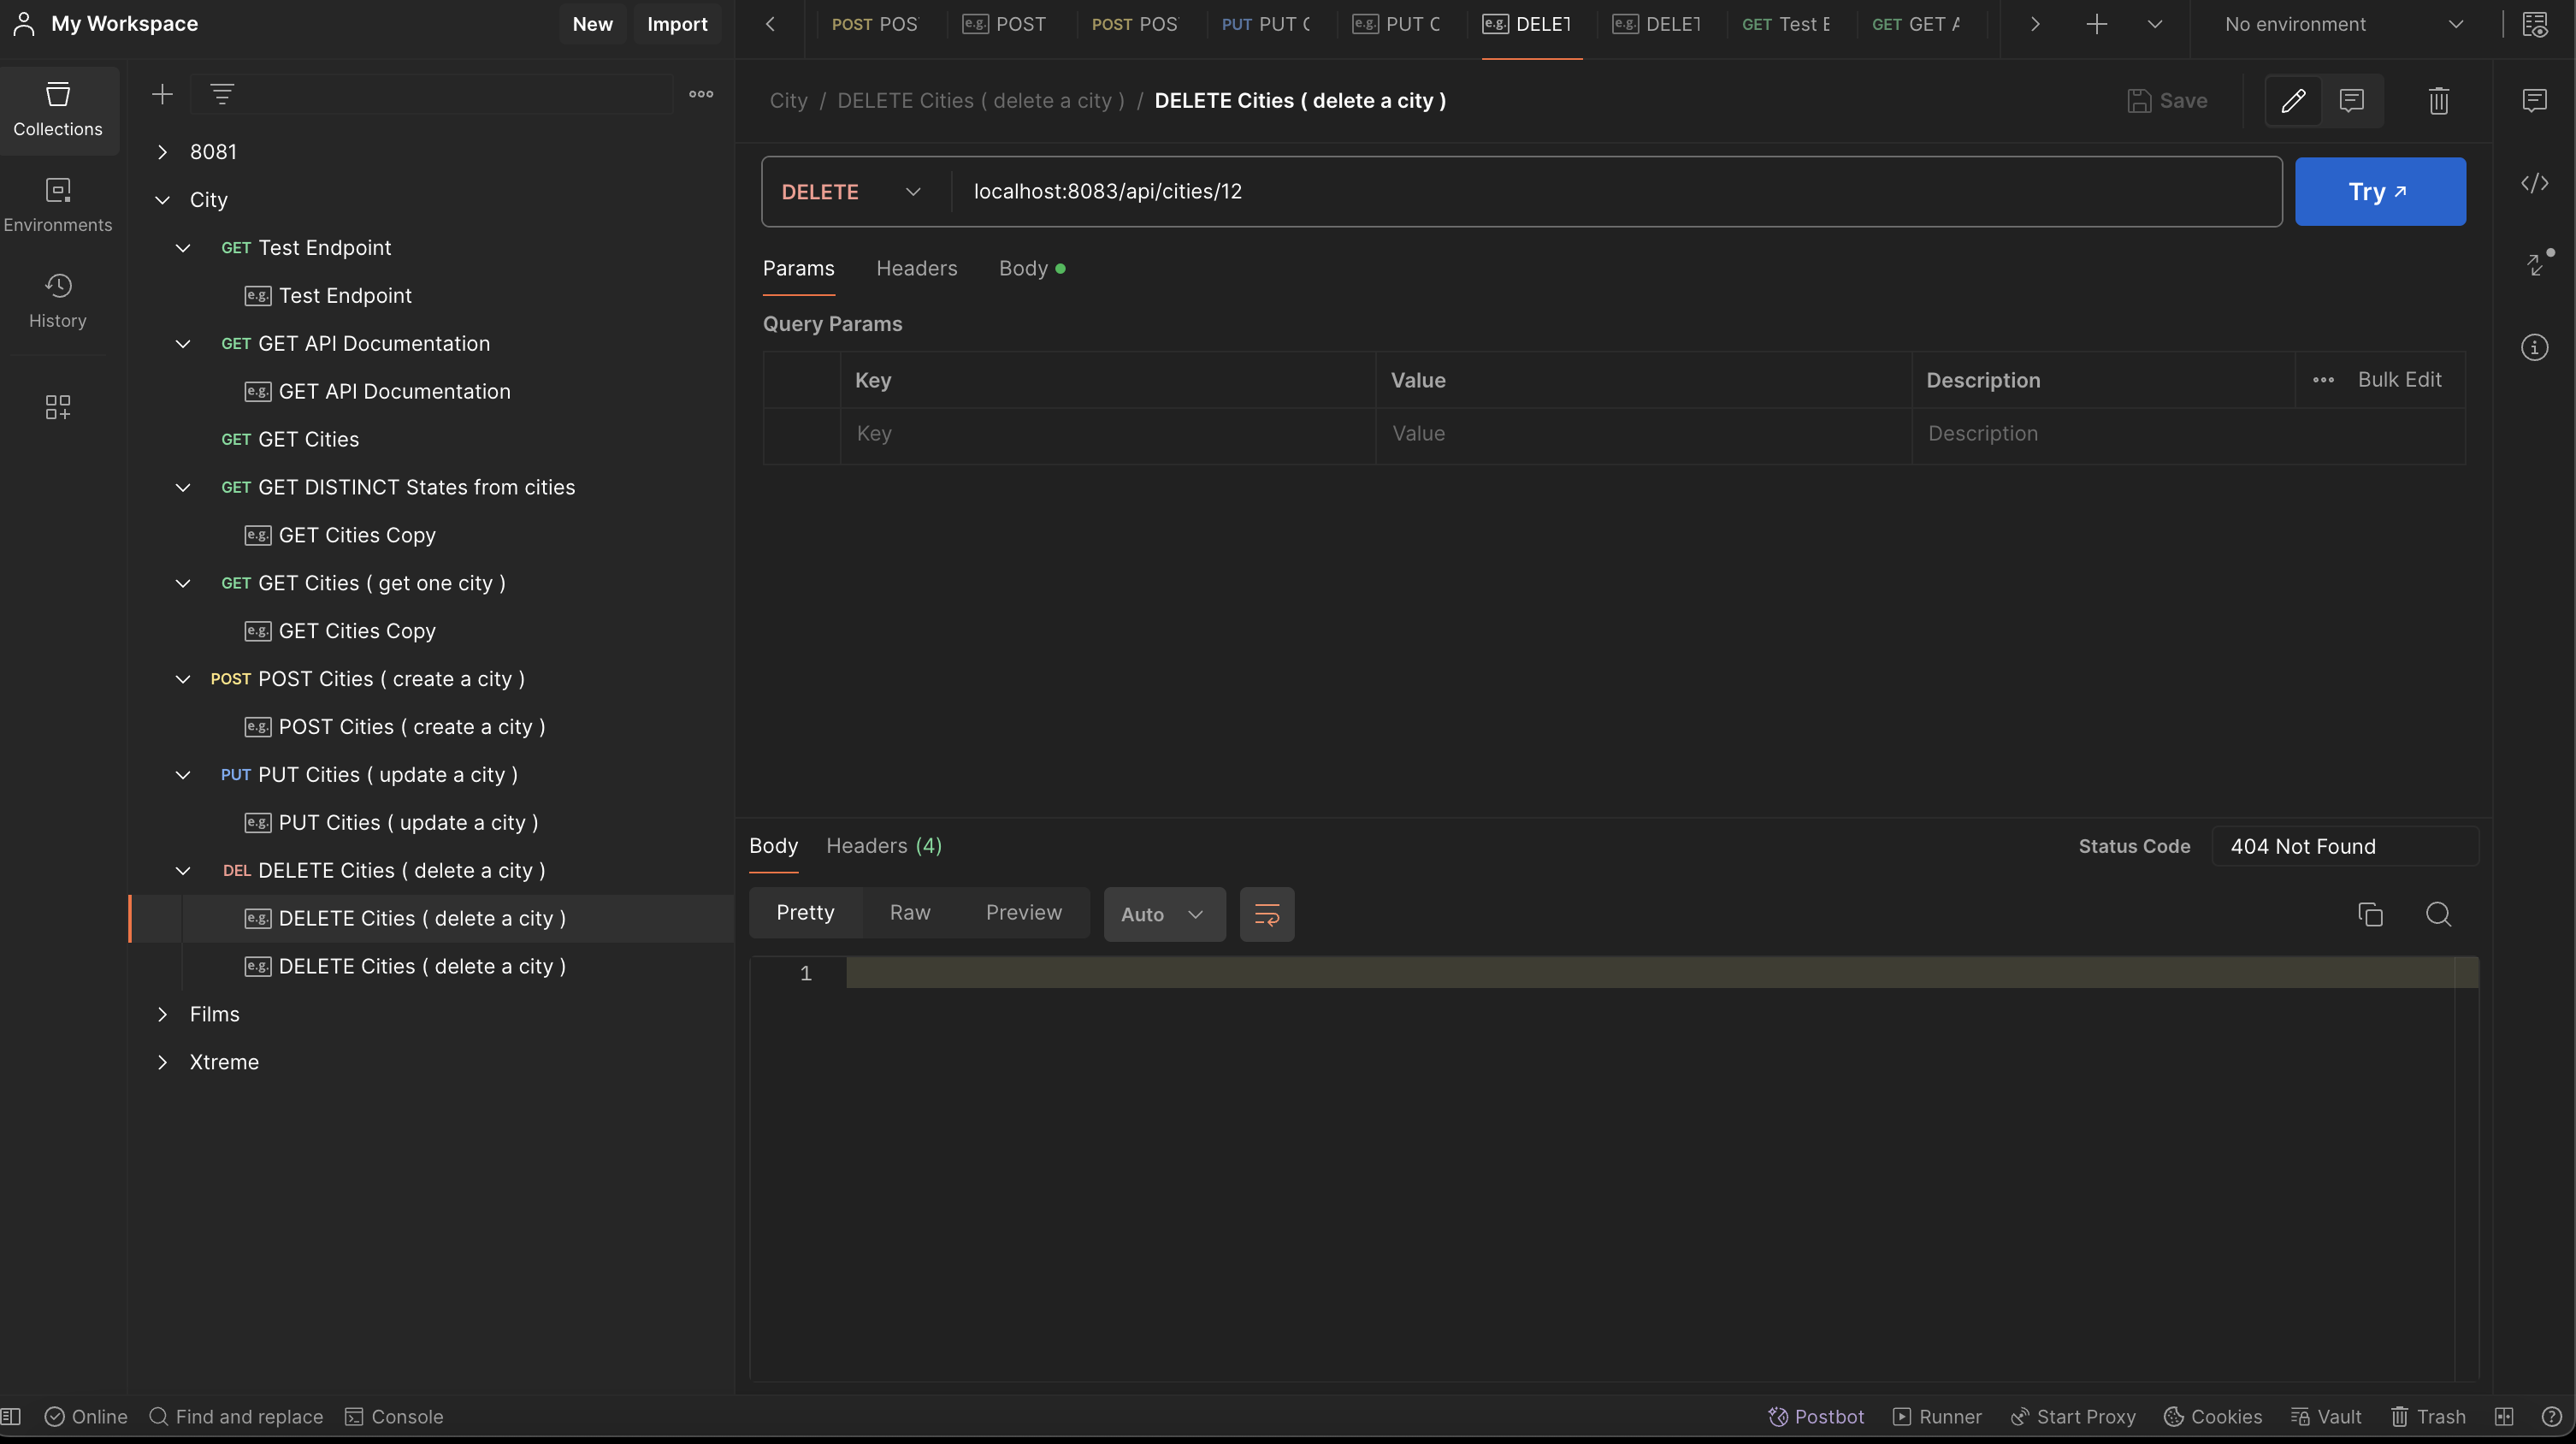 My Workspace
New
Import
POST POS
e.g. POST
POST POS
PUT PUT C
e.g. PUT C
e.g. DELET
e.g. DELET
GET Test E
GET GET A
No environment
Collections
Environments
History
8081
City
GET Test Endpoint
e.g. Test Endpoint
GET GET API Documentation
e.g. GET API Documentation
GET GET Cities
GET GET DISTINCT States from cities
e.g. GET Cities Copy
GET GET Cities ( get one city )
e.g. GET Cities Copy
POST POST Cities ( create a city )
e.g. POST Cities ( create a city )
PUT PUT Cities ( update a city )
e.g. PUT Cities ( update a city )
DEL DELETE Cities ( delete a city )
e.g. DELETE Cities ( delete a city )
e.g. DELETE Cities ( delete a city )
Films
Xtreme
City / DELETE Cities ( delete a city ) / DELETE Cities ( delete a city )
Save
DELETE localhost:8083/api/cities/12
Try
Params Headers Body
Query Params
Key Value Description Bulk Edit
Key Value Description
Body Headers (4)
Status Code 404 Not Found
Pretty Raw Preview Auto
1
Online Find and replace Console
Postbot Runner Start Proxy Cookies Vault Trash